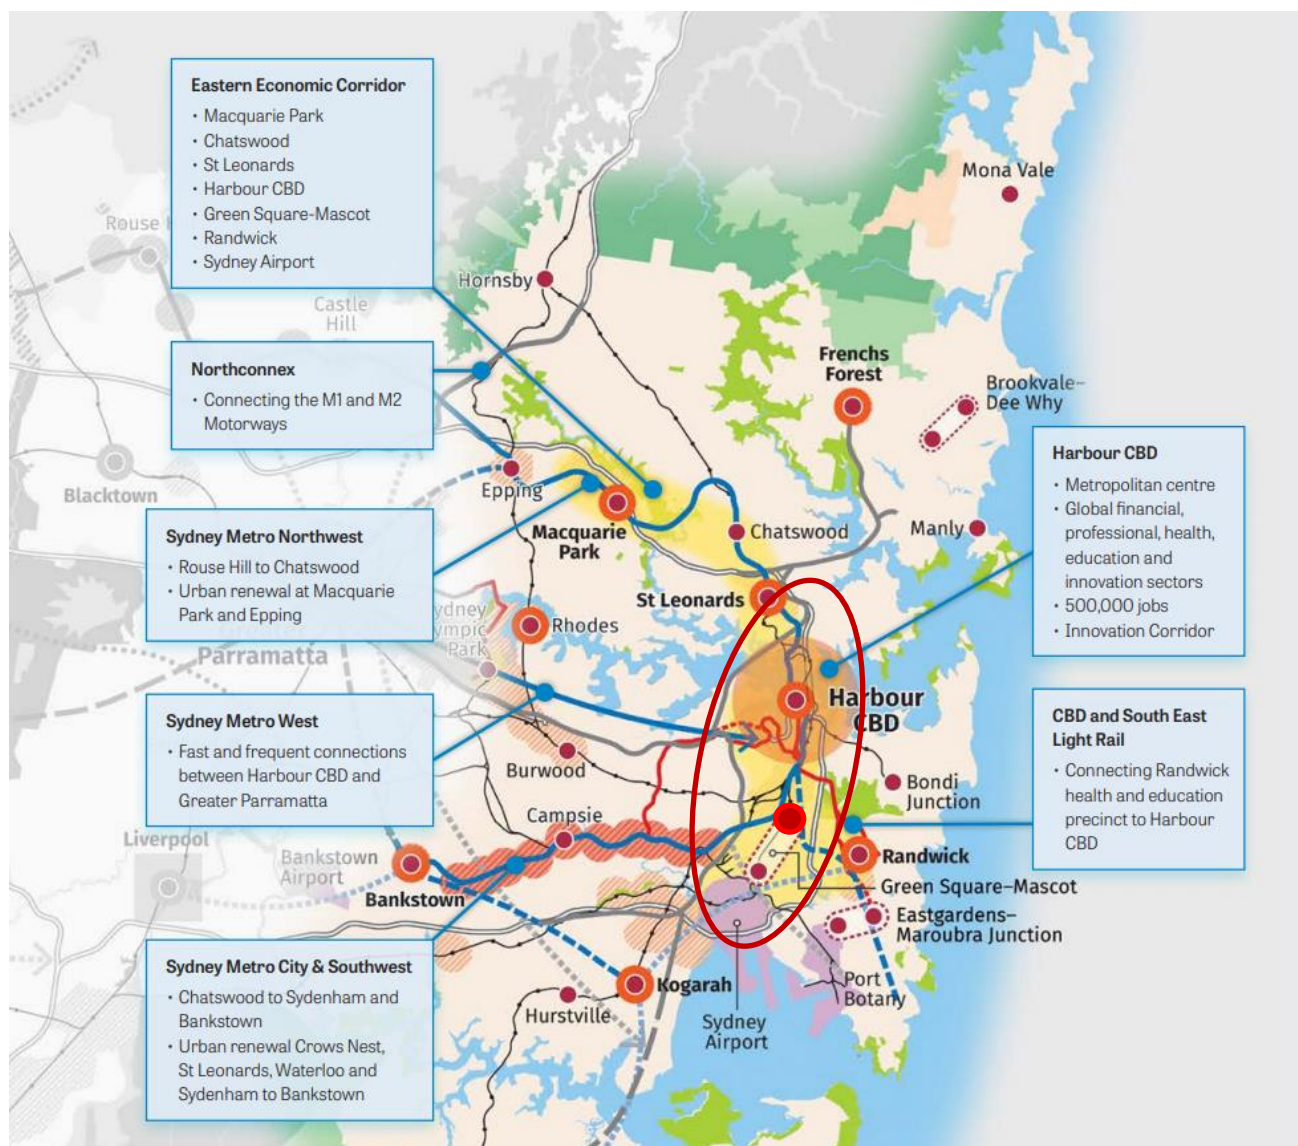 Eastern Economic Corridor
• Macquarie Park
• Chatswood
• St Leonards
• Harbour CBD
• Green Square-Mascot
• Randwick
• Sydney Airport
Northconnex
• Connecting the M1 and M2
Motorways
Sydney Metro Northwest
• Rouse Hill to Chatswood
• Urban renewal at Macquarie
Park and Epping
Sydney Metro West
• Fast and frequent connections
between Harbour CBD and
Greater Parramatta
Sydney Metro City & Southwest
• Chatswood to Sydenham and
Bankstown
• Urban renewal Crows Nest,
St Leonards, Waterloo and
Sydenham to Bankstown
Harbour CBD
• Metropolitan centre
• Global financial,
professional, health,
education and
innovation sectors
• 500,000 jobs
• Innovation Corridor
CBD and South East
Light Rail
• Connecting Randwick
health and education
precinct to Harbour
CBD
Mona Vale
Rouse
Hornsby
Castle
Hill
Frenchs
Forest
Brookvale–
Dee Why
Blacktown
Epping
Macquarie
Park
Chatswood
Manly
St Leonards
Rhodes
Park
Parramatta
Harbour
CBD
Burwood
Bondi
Junction
Campsie
Liverpool
Bankstown
Airport
Bankstown
Randwick
Green Square–Mascot
Eastgardens–
Maroubra Junction
Kogarah
Port
Botany
Hurstville
Sydney
Airport